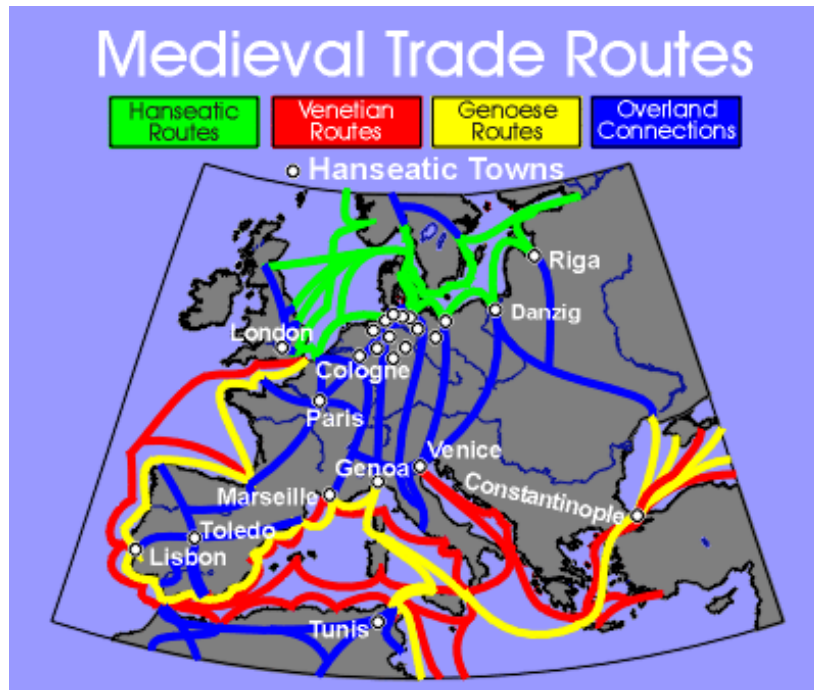 Medieval Trade Routes
Hanseatic
Routes
Venetian
Routes
Genoese
Routes
Overland
Connections
Hanseatic Towns
Riga
Danzig
London
Cologne
Paris
Venice
Genoa
Constantinople
Marseille
Toledo
Lisbon
Tunis